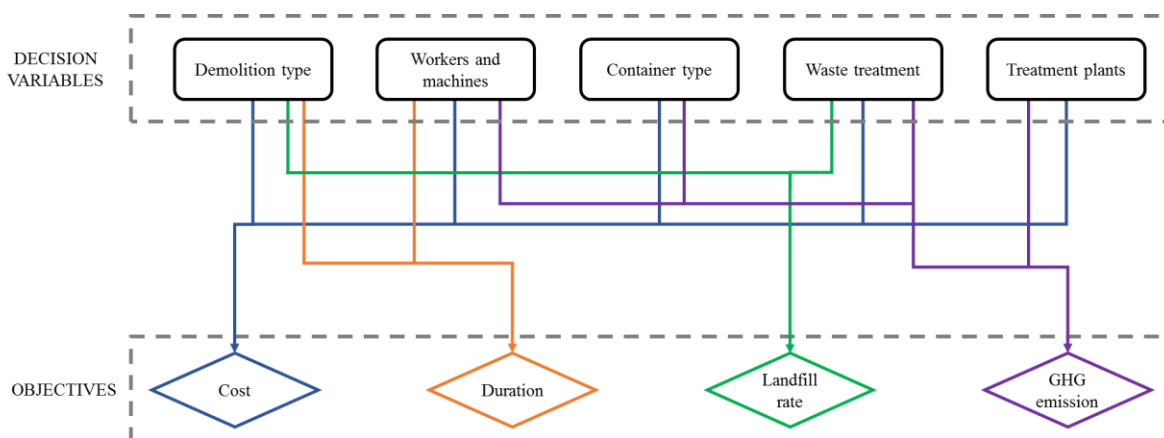 DECISION
VARIABLES
Demolition type
Workers and
machines
Container type
Waste treatment
Treatment plants
OBJECTIVES
Cost
Duration
Landfill
rate
GHG
emission